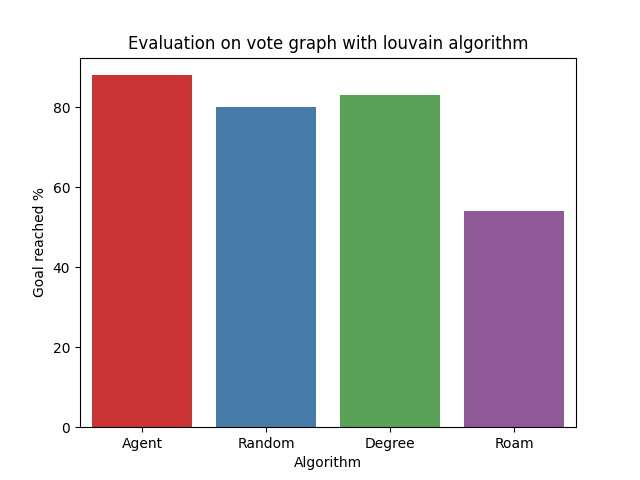 Evaluation on vote graph with louvain algorithm
Goal reached %
80
60
40
20
0
Agent Random Degree Roam
Algorithm